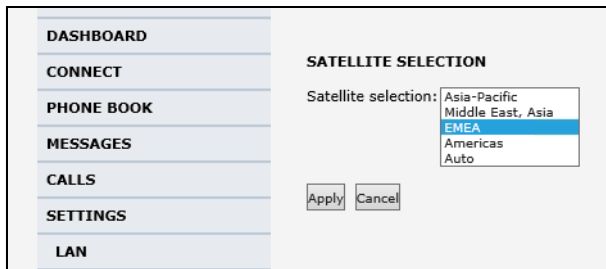 DASHBOARD
CONNECT
PHONE BOOK
MESSAGES
CALLS
SETTINGS
LAN
SATELLITE SELECTION
Satellite selection: Asia-Pacific
Middle East, Asia
EMEA
Americas
Auto
Apply Cancel